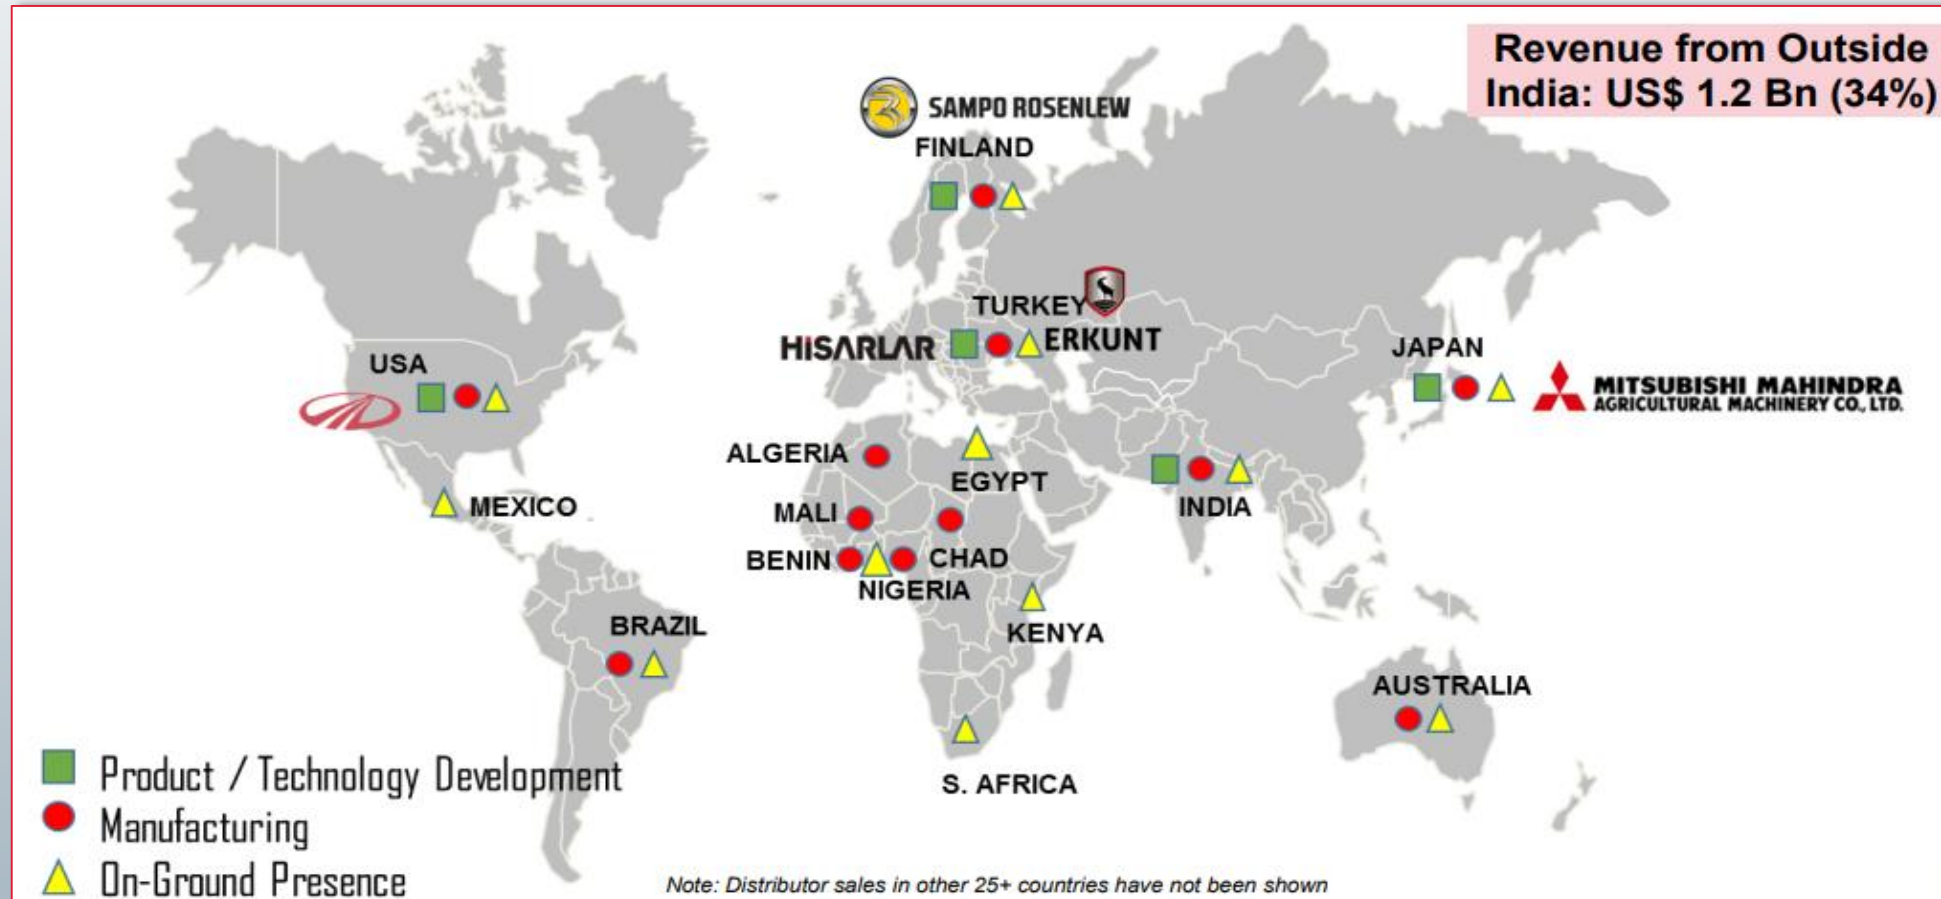 Revenue from Outside
India: US$ 1.2 Bn (34%)
SAMPO ROSENLEW
FINLAND
TURKEY
HİSARLAR
ERKUNT
USA
JAPAN
MITSUBISHI MAHINDRA
AGRICULTURAL MACHINERY CO., LTD.
ALGERIA
EGYPT
MEXICO
INDIA
MALI
BENIN
CHAD
NIGERIA
KENYA
BRAZIL
AUSTRALIA
S. AFRICA
Product / Technology Development
Manufacturing
On-Ground Presence
Note: Distributor sales in other 25+ countries have not been shown